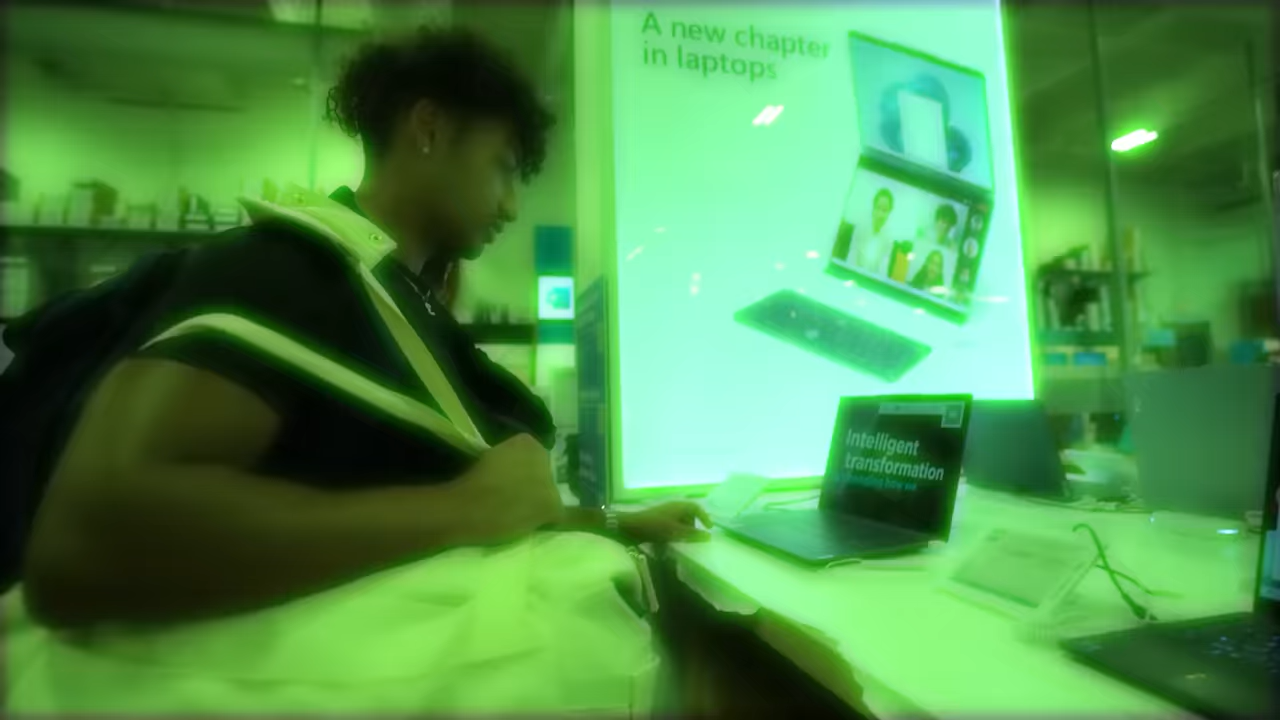 A new chapter
in laptops
Intelligent
transformation